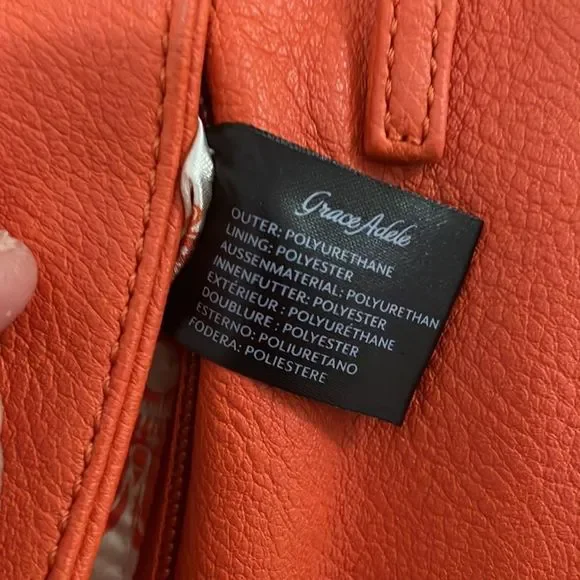 Grace Adele
OUTER: POLYURETHANE
LINING: POLYESTER
AUSSENMATERIAL: POLYURETHAN
INNENFUTTER: POLYESTER
EXTÉRIEUR: POLYURÉTHANE
DOUBLURE : POLYESTER
ESTERNO: POLIURETANO
FODERA: POLIESTERE